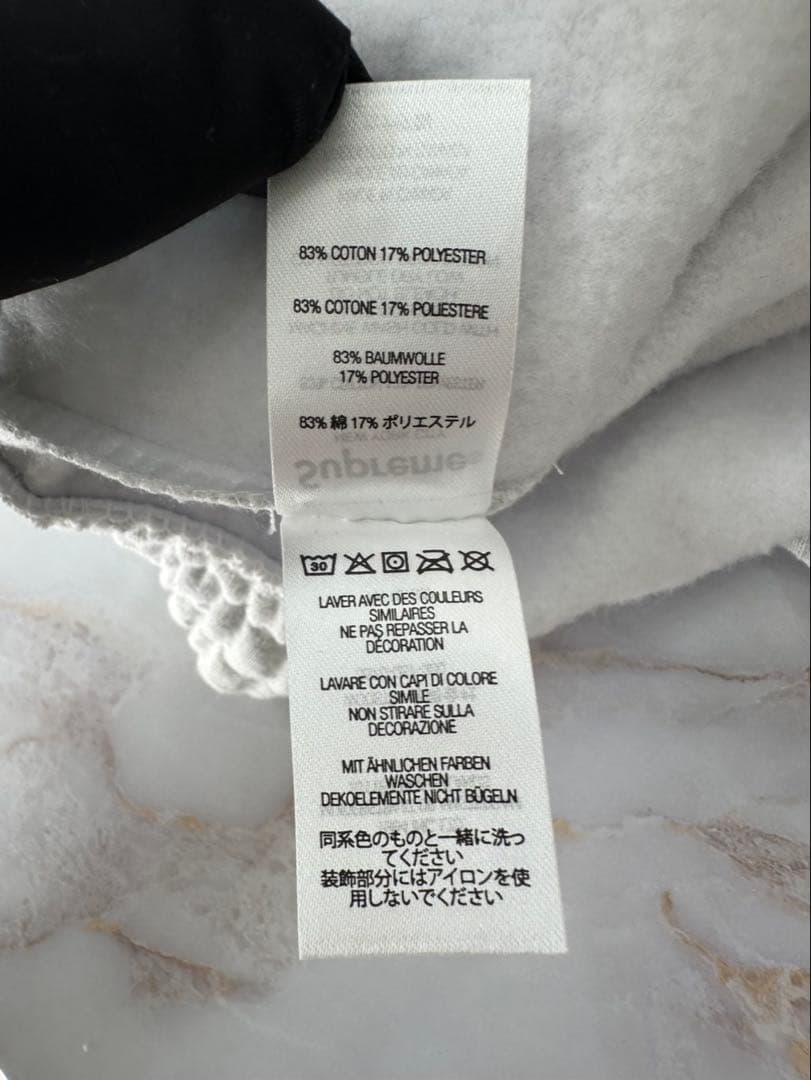 83% COTON 17% POLYESTER
83% COTONE 17% POLIESTERE
83% BAUMWOLLE
17% POLYESTER
83% 綿 17% ポリエステル
Supreme
30
LAVER AVEC DES COULEURS
SIMILAIRES
NE PAS REPASSER LA
DÉCORATION
LAVARE CON CAPI DI COLORE
SIMILE
NON STIRARE SULLA
DECORAZIONE
MIT ÄHNLICHEN FARBEN
WASCHEN
DEKOELEMENTE NICHT BÜGELN
同系色のものと一緒に洗っ
てください
装飾部分にはアイロンを使
用しないでください